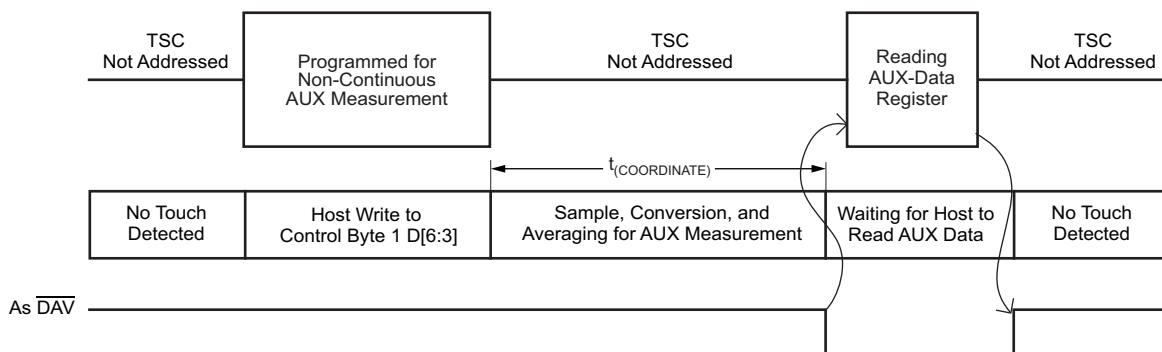 TSC
Not Addressed
Programmed for
Non-Continuous
AUX Measurement
TSC
Not Addressed
Reading
AUX-Data
Register
TSC
Not Addressed
t(COORDINATE)
No Touch
Detected
Host Write to
Control Byte 1 D[6:3]
Sample, Conversion, and
Averaging for AUX Measurement
Waiting for Host to
Read AUX Data
No Touch
Detected
As D̅A̅V̅